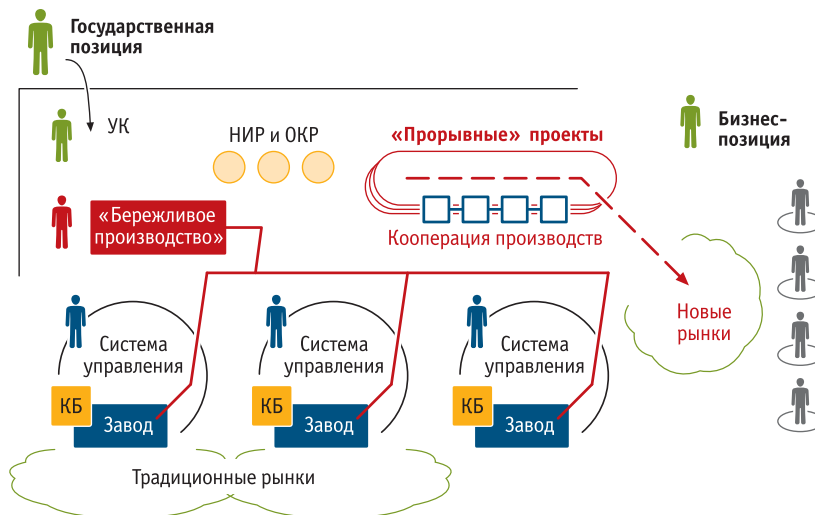 Государственная
позиция
УК
НИР и ОКР
«Прорывные» проекты
Бизнес-
позиция
«Бережливое
производство»
Кооперация производств
Новые
рынки
Система
управления
КБ
Завод
Система
управления
КБ
Завод
Система
управления
КБ
Завод
Традиционные рынки